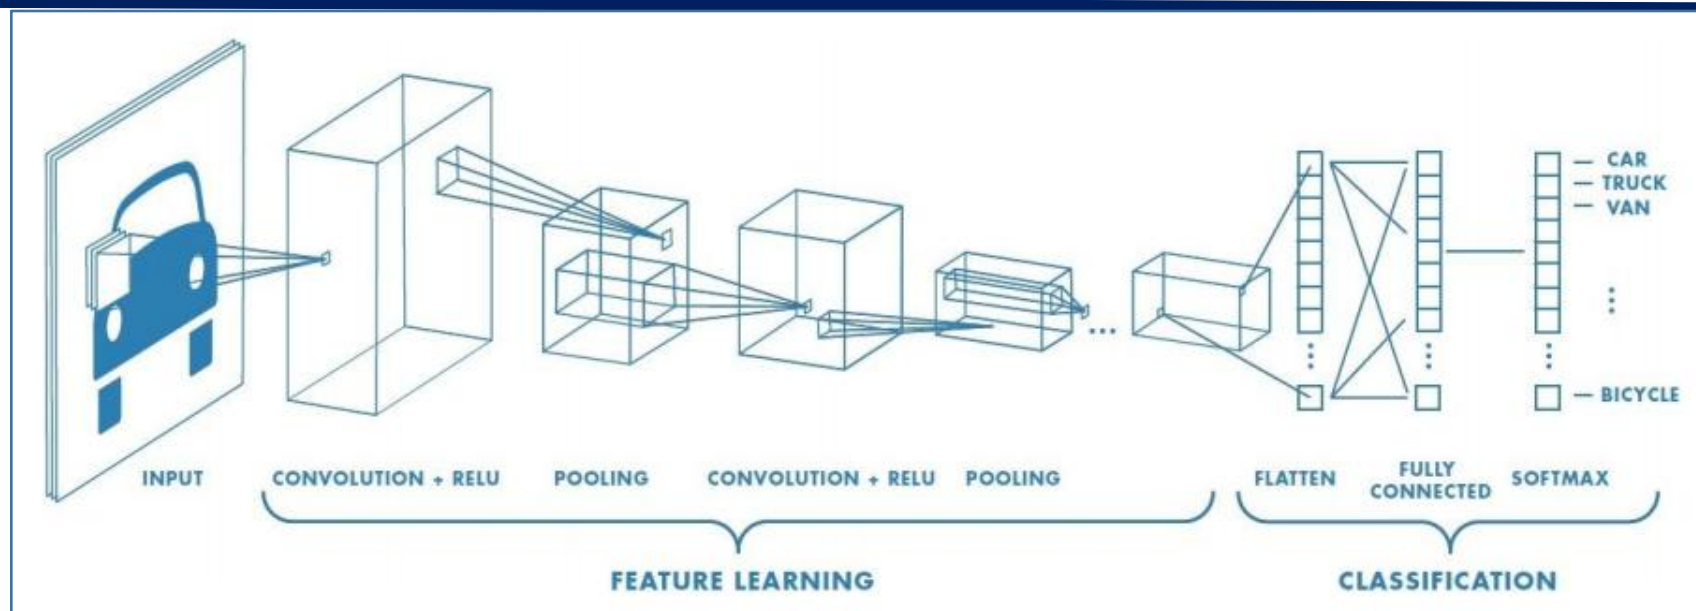 CAR
TRUCK
VAN
BICYCLE
INPUT
CONVOLUTION + RELU
POOLING
CONVOLUTION + RELU
POOLING
FLATTEN
FULLY
CONNECTED
SOFTMAX
FEATURE LEARNING
CLASSIFICATION